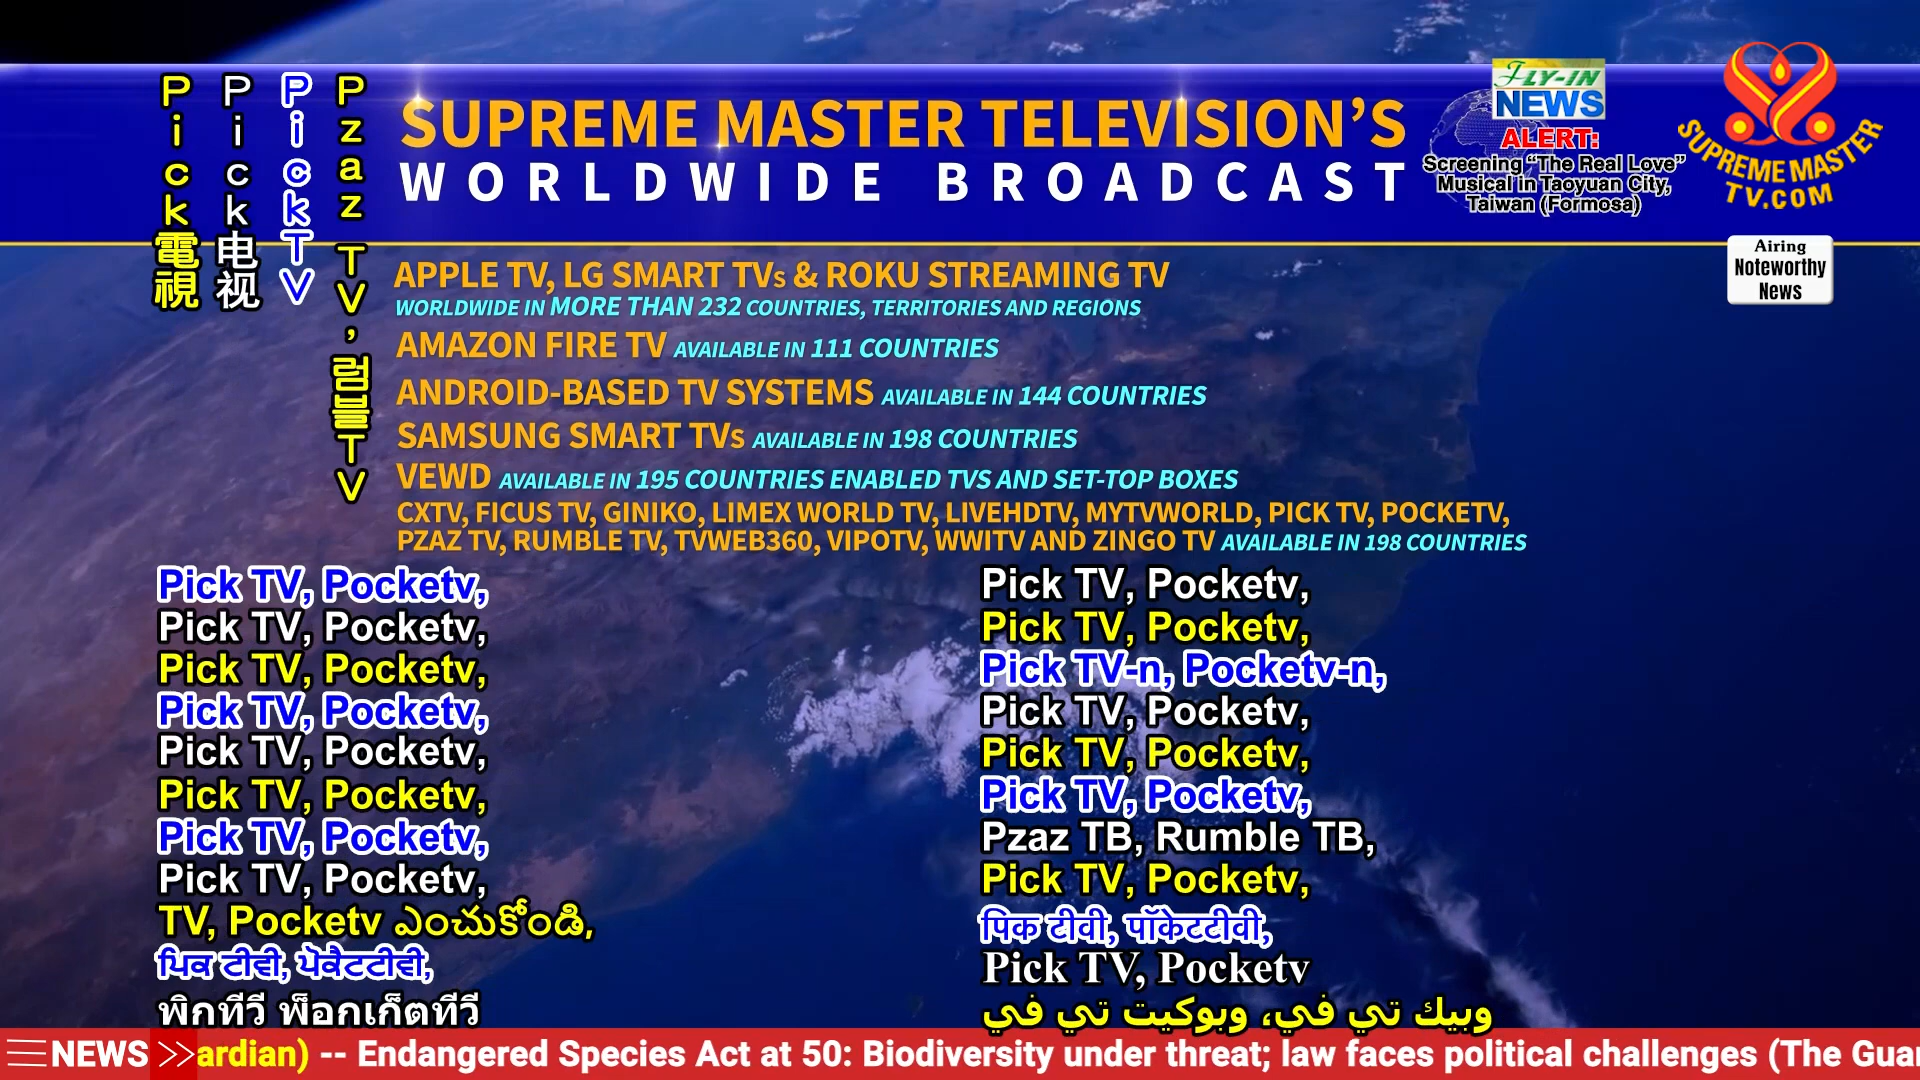 Pick電視
Pick电视
PickTV
Pzaz TV, 럼블TV
SUPREME MASTER TELEVISION'S
WORLDWIDE BROADCAST
FLY-IN
NEWS
ALERT:
Screening “The Real Love”
Musical in Taoyuan City,
Taiwan (Formosa)
SUPREME MASTER
TV.COM
Airing
Noteworthy
News
APPLE TV, LG SMART TVs & ROKU STREAMING TV
WORLDWIDE IN MORE THAN 232 COUNTRIES, TERRITORIES AND REGIONS
AMAZON FIRE TV AVAILABLE IN 111 COUNTRIES
ANDROID-BASED TV SYSTEMS AVAILABLE IN 144 COUNTRIES
SAMSUNG SMART TVs AVAILABLE IN 198 COUNTRIES
VEWD AVAILABLE IN 195 COUNTRIES ENABLED TVS AND SET-TOP BOXES
CXTV, FICUS TV, GINIKO, LIMEX WORLD TV, LIVEHDTV, MYTVWORLD, PICK TV, POCKETV,
PZAZ TV, RUMBLE TV, TVWEB360, VIPOTV, WWITV AND ZINGO TV AVAILABLE IN 198 COUNTRIES
Pick TV, Pocketv,
Pick TV, Pocketv,
Pick TV, Pocketv,
Pick TV, Pocketv,
Pick TV, Pocketv,
Pick TV, Pocketv,
Pick TV, Pocketv,
Pick TV, Pocketv,
TV, Pocketv ఎంచుకోండి,
ਪਿਕ ਟੀਵੀ, ਪੋਕੈਟਟੀਵੀ,
พิกทีวี พ็อกเก็ตทีวี
Pick TV, Pocketv,
Pick TV, Pocketv,
Pick TV-n, Pocketv-n,
Pick TV, Pocketv,
Pick TV, Pocketv,
Pick TV, Pocketv,
Pzaz TB, Rumble TB,
Pick TV, Pocketv,
पिक टीवी, पॉकेटटीवी,
Pick TV, Pocketv
وبيك تي في، وبوكيت تي في
NEWS ardian) -- Endangered Species Act at 50: Biodiversity under threat; law faces political challenges (The Guar